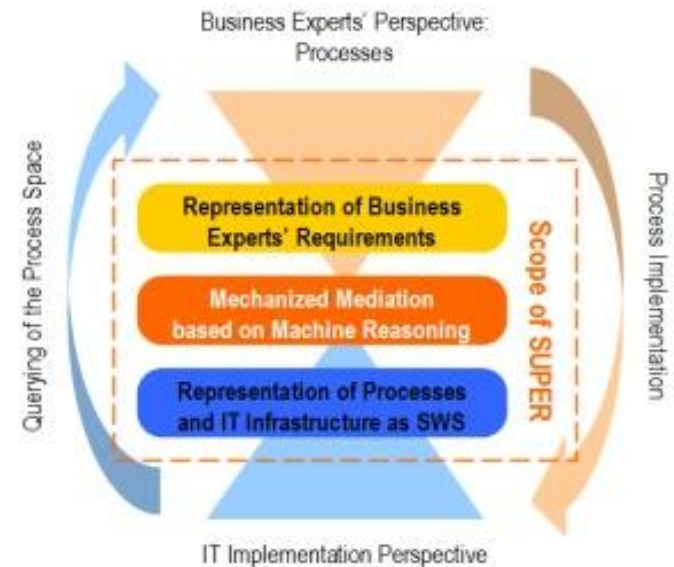 Business Experts' Perspective:
Processes
Querying of the Process Space
Representation of Business
Experts' Requirements
Mechanized Mediation
based on Machine Reasoning
Representation of Processes
and IT Infrastructure as SWS
Scope of SUPER
Process Implementation
IT Implementation Perspective